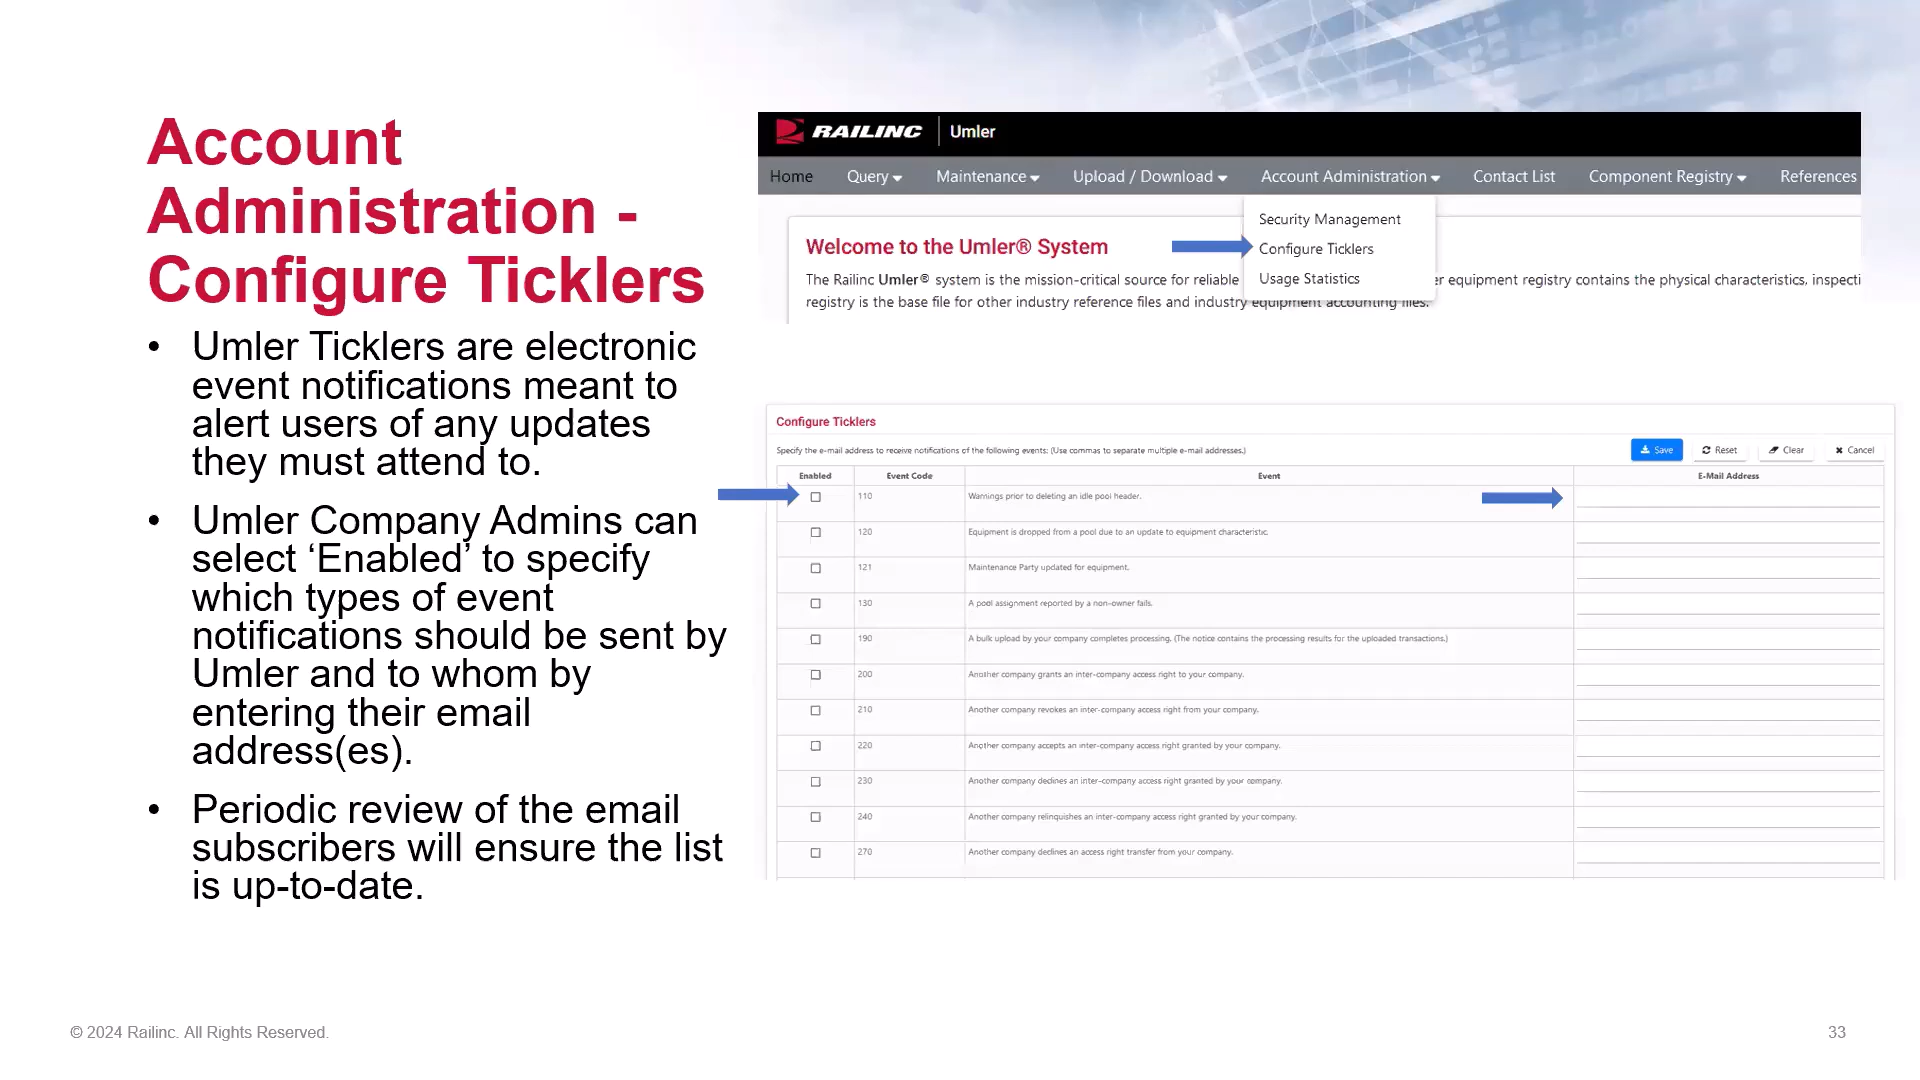 Account
Administration -
Configure Ticklers
• Umler Ticklers are electronic
event notifications meant to
alert users of any updates
they must attend to.
• Umler Company Admins can
select ‘Enabled’ to specify
which types of event
notifications should be sent by
Umler and to whom by
entering their email
address(es).
• Periodic review of the email
subscribers will ensure the list
is up-to-date.
RAILINC Umler
Home Query Maintenance Upload / Download Account Administration Contact List Component Registry References
Security Management
Configure Ticklers
Usage Statistics
Welcome to the Umler® System
The Railinc Umler® system is the mission-critical source for reliable er equipment registry contains the physical characteristics, inspecti
registry is the base file for other industry reference files and industry equipment accounting files.
Configure Ticklers
Specify the e-mail address to receive notifications of the following events: (Use commas to separate multiple e-mail addresses.)
Save Reset Clear Cancel
Enabled Event Code Event E-Mail Address
110 Warnings prior to deleting an idle pool header.
120 Equipment is dropped from a pool due to an update to equipment characteristic.
121 Maintenance Party updated for equipment.
130 A pool assignment reported by a non-owner fails.
190 A bulk upload by your company completes processing. (The notice contains the processing results for the uploaded transactions.)
200 Another company grants an inter-company access right to your company.
210 Another company revokes an inter-company access right from your company.
220 Another company accepts an inter-company access right granted by your company.
230 Another company declines an inter-company access right granted by your company.
240 Another company relinquishes an inter-company access right granted by your company.
270 Another company declines an access right transfer from your company.
© 2024 Railinc. All Rights Reserved.
33